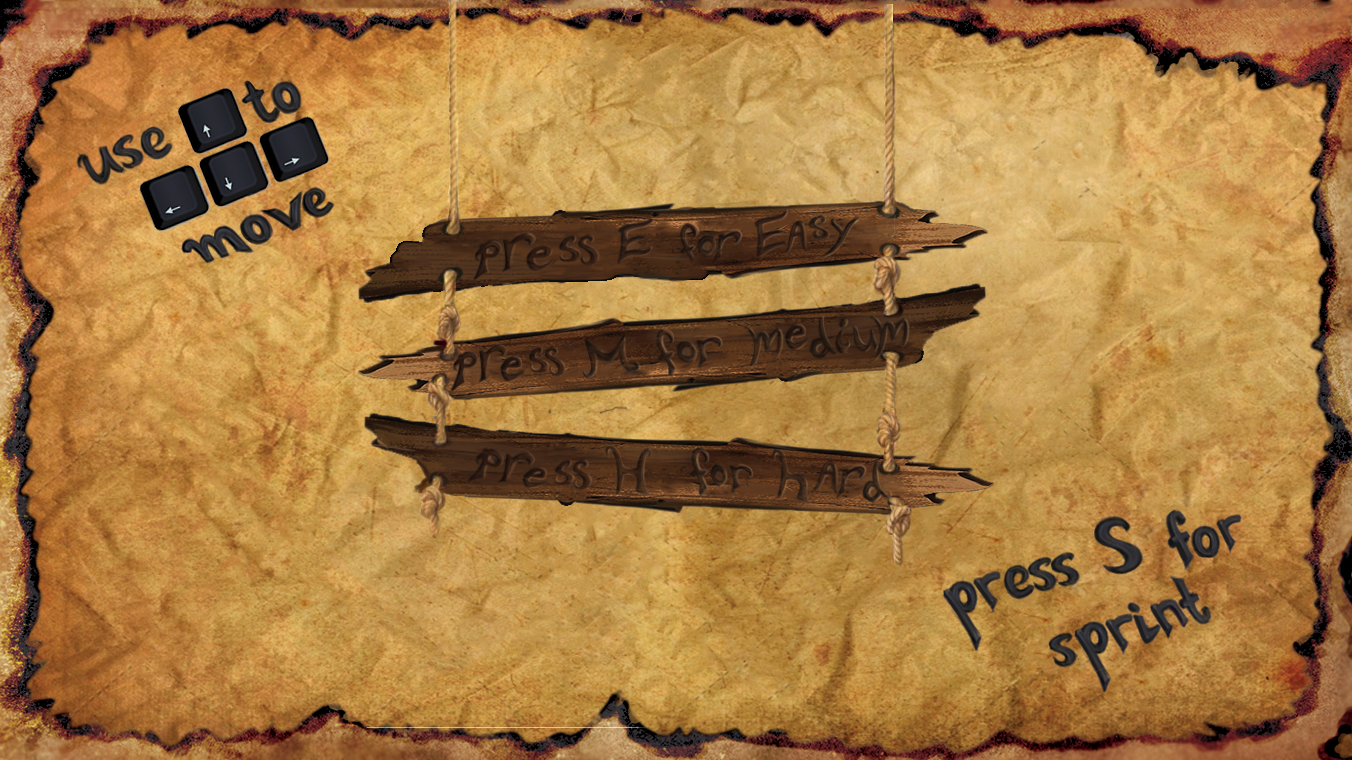 use ↑ to
← ↓ →
move
press E for EAsy
press M for medium
press H for hArd
press S for
sprint